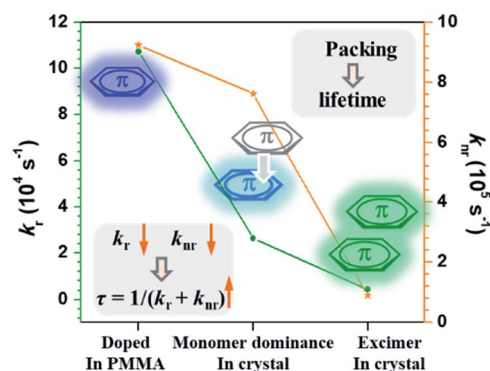 12
10
8
6
4
2
0
k_r (10^4 s^-1)
10
8
6
4
2
0
k_nr (10^5 s^-1)
Packing
lifetime
π
π
π
π
π
k_r k_nr
τ = 1/(k_r + k_nr)
Doped Monomer dominance Excimer
In PMMA In crystal In crystal